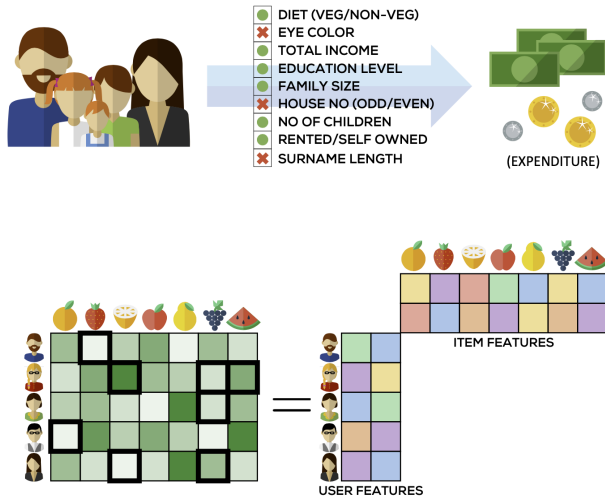 DIET (VEG/NON-VEG)
EYE COLOR
TOTAL INCOME
EDUCATION LEVEL
FAMILY SIZE
HOUSE NO (ODD/EVEN)
NO OF CHILDREN
RENTED/SELF OWNED
SURNAME LENGTH
(EXPENDITURE)
ITEM FEATURES
USER FEATURES